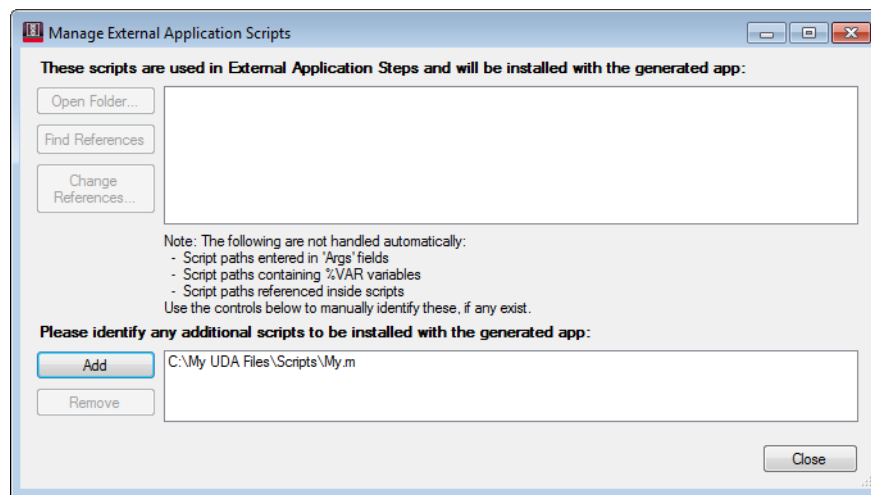 Manage External Application Scripts
These scripts are used in External Application Steps and will be installed with the generated app:
Open Folder...
Find References
Change
References...
Note: The following are not handled automatically:
- Script paths entered in 'Args' fields
- Script paths containing %VAR variables
- Script paths referenced inside scripts
Use the controls below to manually identify these, if any exist.
Please identify any additional scripts to be installed with the generated app:
Add
C:\My UDA Files\Scripts\My.m
Remove
Close